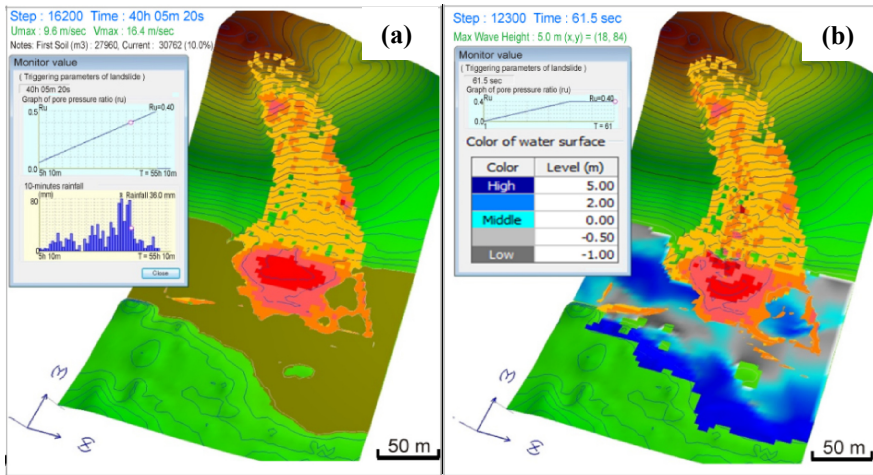 Step : 16200 Time : 40h 05m 20s
Umax : 9.6 m/sec Vmax : 16.4 m/sec
Notes: First Soil (m3) : 27960, Current : 30762 (10.0%)
(a)
Monitor value
( Triggering parameters of landslide )
40h 05m 20s
Graph of pore pressure ratio (ru)
0.5
Ru
Ru=0.40
0.0
5h 10m
T = 55h 10m
10-minutes rainfall
80
(mm)
Rainfall 36.0 mm
0
5h 10m
T = 55h 10m
Close
50 m
Step : 12300 Time : 61.5 sec
Max Wave Height : 5.0 m (x,y) = (18, 84)
(b)
Monitor value
( Triggering parameters of landslide )
61.5 sec
Graph of pore pressure ratio (ru)
0.4
Ru
Ru=0.40
0.0
1
T = 61
Color of water surface
Color Level (m)
High 5.00
2.00
Middle 0.00
-0.50
Low -1.00
50 m